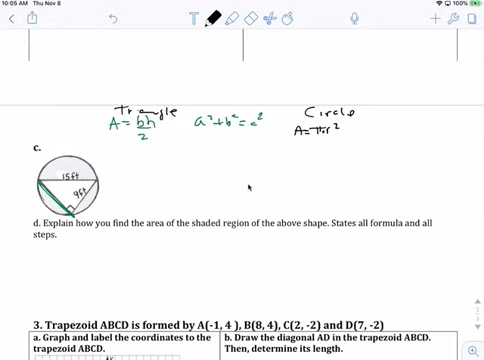 10:05 AM Thu Nov 8
100%
Triangle
A = bh/2
a² + b² = c²
Circle
A = πr²
c.
15ft
9ft
d. Explain how you find the area of the shaded region of the above shape. States all formula and all
steps.
3. Trapezoid ABCD is formed by A(-1, 4 ), B(8, 4), C(2, -2) and D(7, -2)
a. Graph and label the coordinates to the
trapezoid ABCD.
b. Draw the diagonal AD in the trapezoid ABCD.
Then, determine its length.